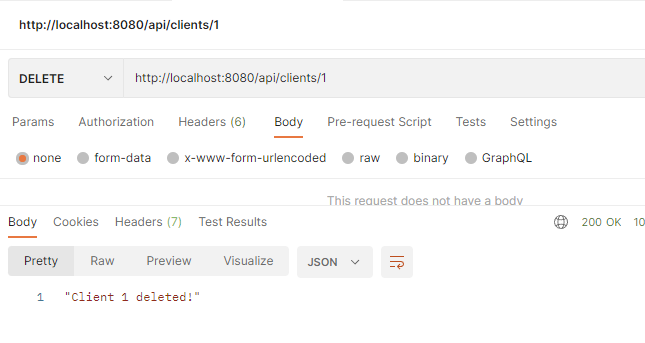 http://localhost:8080/api/clients/1
DELETE http://localhost:8080/api/clients/1
Params Authorization Headers (6) Body Pre-request Script Tests Settings
none form-data x-www-form-urlencoded raw binary GraphQL
This request does not have a body
Body Cookies Headers (7) Test Results 200 OK 10
Pretty Raw Preview Visualize JSON
1 "Client 1 deleted!"